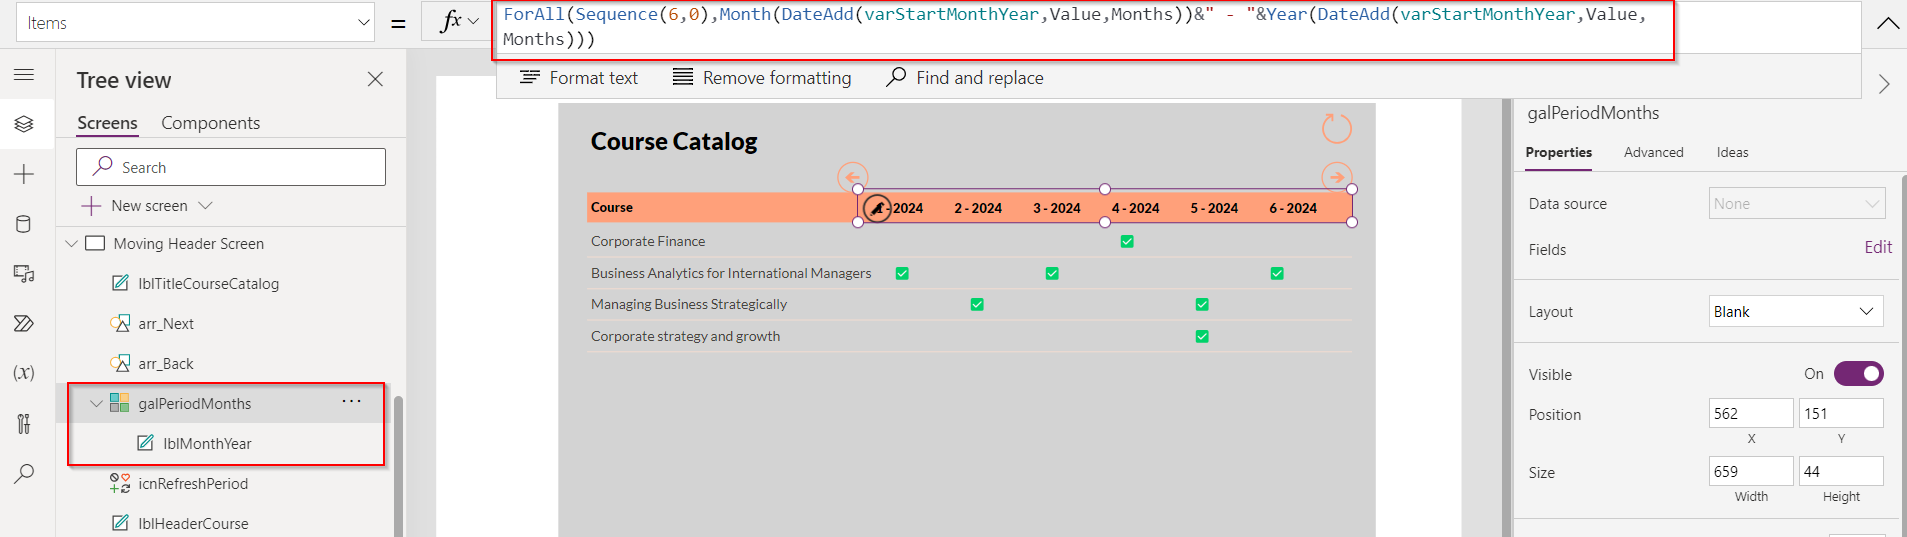 Items
=
fx
ForAll(Sequence(6,0),Month(DateAdd(varStartMonthYear,Value,Months))&" - "&Year(DateAdd(varStartMonthYear,Value,
Months)))
Format text
Remove formatting
Find and replace
Tree view
Screens
Components
Search
New screen
Moving Header Screen
lblTitleCourseCatalog
arr_Next
arr_Back
galPeriodMonths
lblMonthYear
icnRefreshPeriod
lblHeaderCourse
(x)
Course Catalog
Course - 2024 2 - 2024 3 - 2024 4 - 2024 5 - 2024 6 - 2024
Corporate Finance
Business Analytics for International Managers
Managing Business Strategically
Corporate strategy and growth
galPeriodMonths
Properties
Advanced
Ideas
Data source None
Fields Edit
Layout Blank
Visible On
Position 562 151
X Y
Size 659 44
Width Height